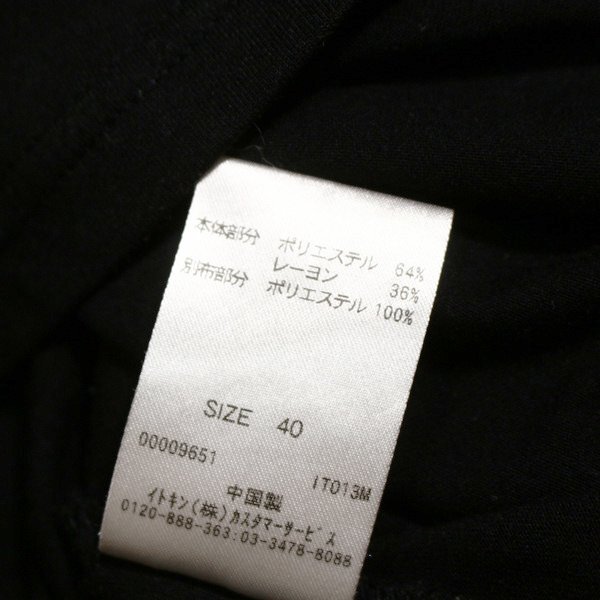 本体部分 ポリエステル 64%
レーヨン 36%
別布部分 ポリエステル 100%
SIZE 40
00009651 IT013M
中国製
イトキン(株)カスタマーサービス
0120-888-363:03-3478-8088